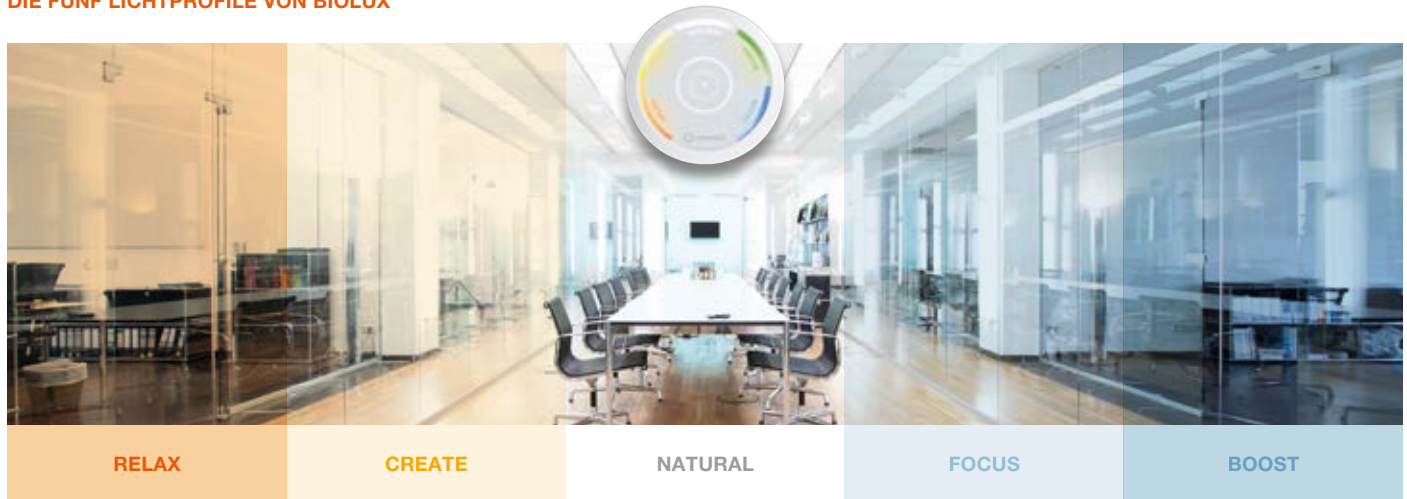 DIE FÜNF LICHTPROFILE VON BIOLUX
RELAX
CREATE
NATURAL
FOCUS
BOOST